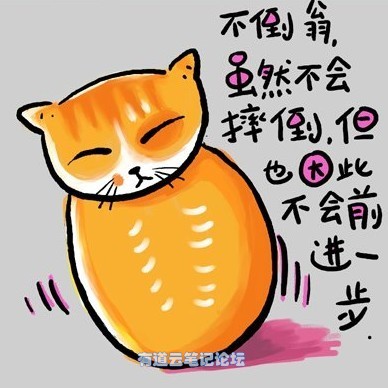 不倒翁,
虽然不会
摔倒,但
也因此
不会前
进一
步.
有道云笔记论坛